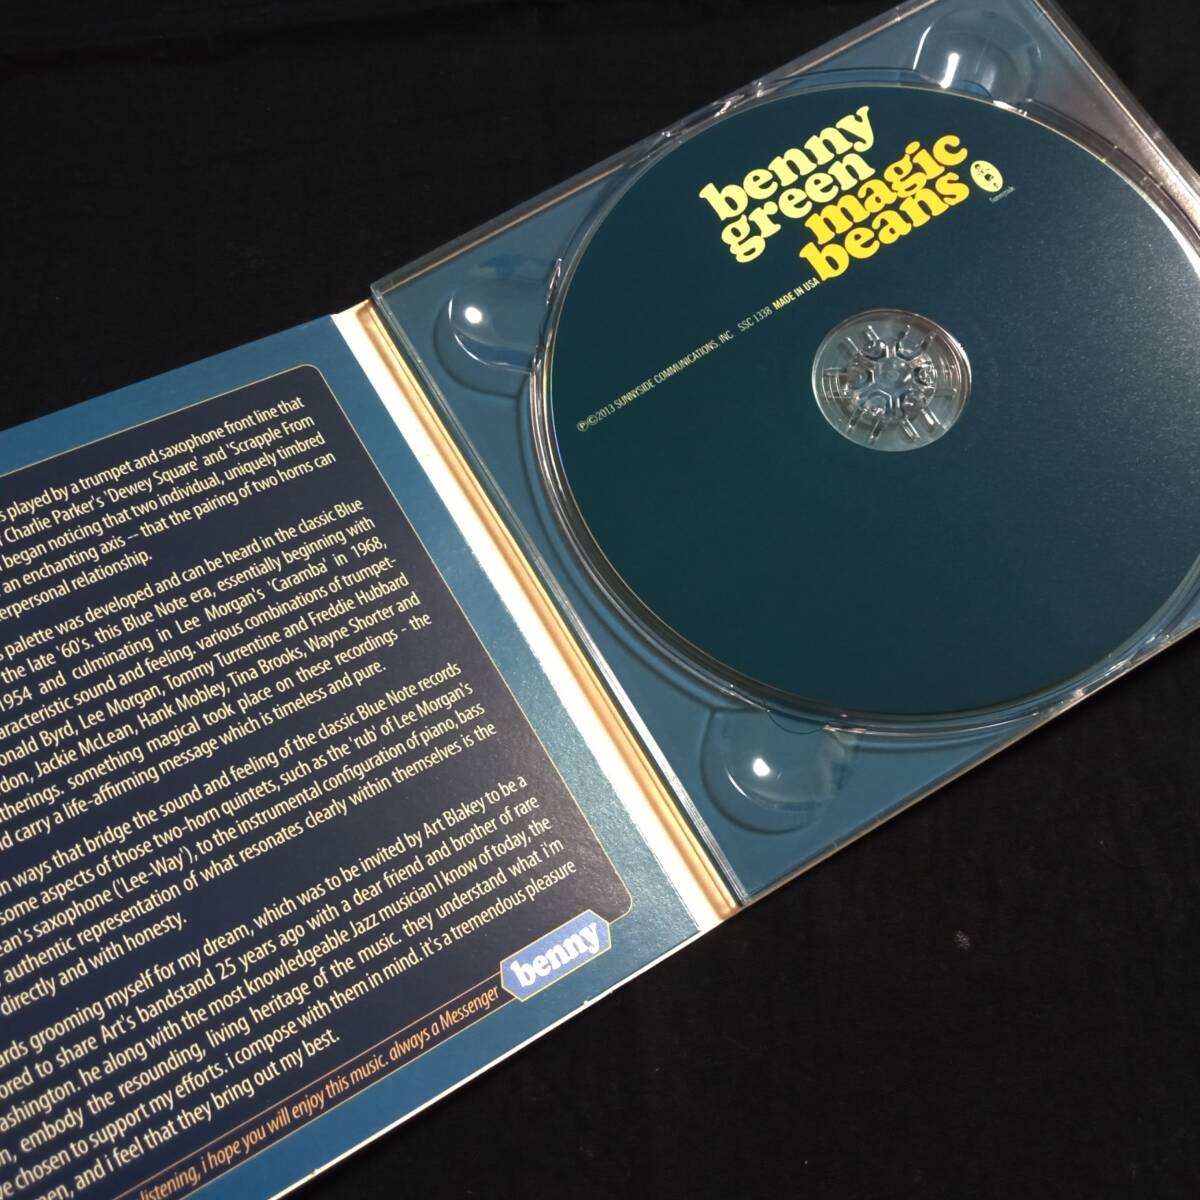 s played by a trumpet and saxophone front line that
Charlie Parker's 'Dewey Square' and 'Scrapple From
began noticing that two individual, uniquely timbred
an enchanting axis -- that the pairing of two horns can
erpersonal relationship.
s palette was developed and can be heard in the classic Blue
the late '60's. this Blue Note era, essentially beginning with
1954 and culminating in Lee Morgan's 'Caramba' in 1968,
aracteristic sound and feeling. various combinations of trumpet-
onald Byrd, Lee Morgan, Tommy Turrentine and Freddie Hubbard
don, Jackie McLean, Hank Mobley, Tina Brooks, Wayne Shorter and
therings. something magical took place on these recordings - the
nd carry a life-affirming message which is timeless and pure.
n ways that bridge the sound and feeling of the classic Blue Note records
some aspects of those two-horn quintets, such as the 'rub' of Lee Morgan's
ean's saxophone ('Lee-Way'), to the instrumental configuration of piano, bass
authentic representation of what resonates clearly within themselves is the
directly and with honesty.
ards grooming myself for my dream, which was to be invited by Art Blakey to be a
ored to share Art's bandstand 25 years ago with a dear friend and brother of rare
ashington. he along with the most knowledgeable Jazz musician I know of today, the
n, embody the resounding, living heritage of the music. they understand what i'm
ve chosen to support my efforts. i compose with them in mind. it's a tremendous pleasure
men, and i feel that they bring out my best.
listening, i hope you will enjoy this music. always a Messenger
benny
benny
green
magic
beans
Sunnyside
℗©2013 SUNNYSIDE COMMUNICATIONS. INC SSC 1338 MADE IN USA